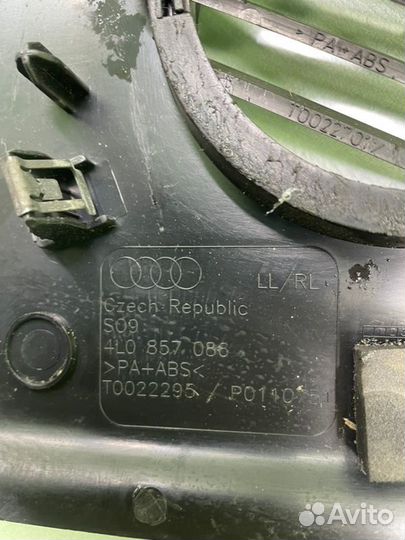 >PA+ABS
T0022701/
LL/RL
Czech Republic
S09
4L0 857 086
>PA+ABS<
T0022295 / P0110
Avito